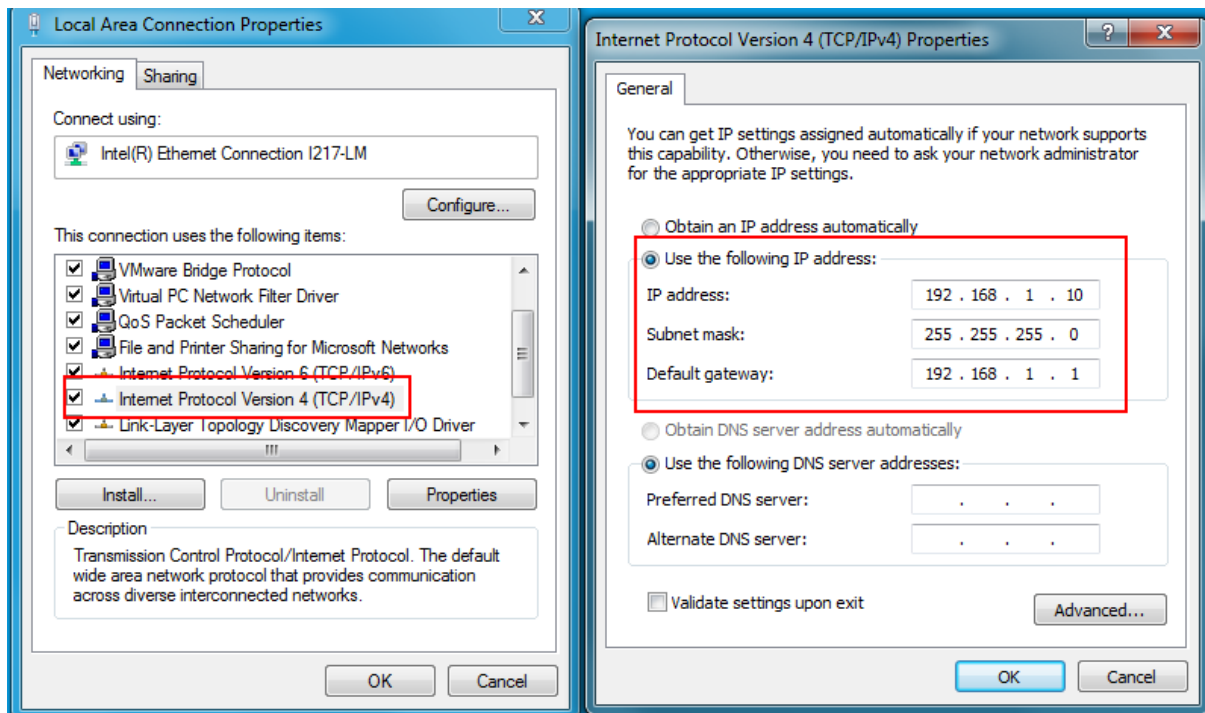 Local Area Connection Properties
Networking
Sharing
Connect using:
Intel(R) Ethernet Connection I217-LM
Configure...
This connection uses the following items:
VMware Bridge Protocol
Virtual PC Network Filter Driver
QoS Packet Scheduler
File and Printer Sharing for Microsoft Networks
Internet Protocol Version 6 (TCP/IPv6)
Internet Protocol Version 4 (TCP/IPv4)
Link-Layer Topology Discovery Mapper I/O Driver
Install...
Uninstall
Properties
Description
Transmission Control Protocol/Internet Protocol. The default
wide area network protocol that provides communication
across diverse interconnected networks.
OK
Cancel
Internet Protocol Version 4 (TCP/IPv4) Properties
General
You can get IP settings assigned automatically if your network supports
this capability. Otherwise, you need to ask your network administrator
for the appropriate IP settings.
Obtain an IP address automatically
Use the following IP address:
IP address: 192 . 168 . 1 . 10
Subnet mask: 255 . 255 . 255 . 0
Default gateway: 192 . 168 . 1 . 1
Obtain DNS server address automatically
Use the following DNS server addresses:
Preferred DNS server: . . .
Alternate DNS server: . . .
Validate settings upon exit
Advanced...
OK
Cancel